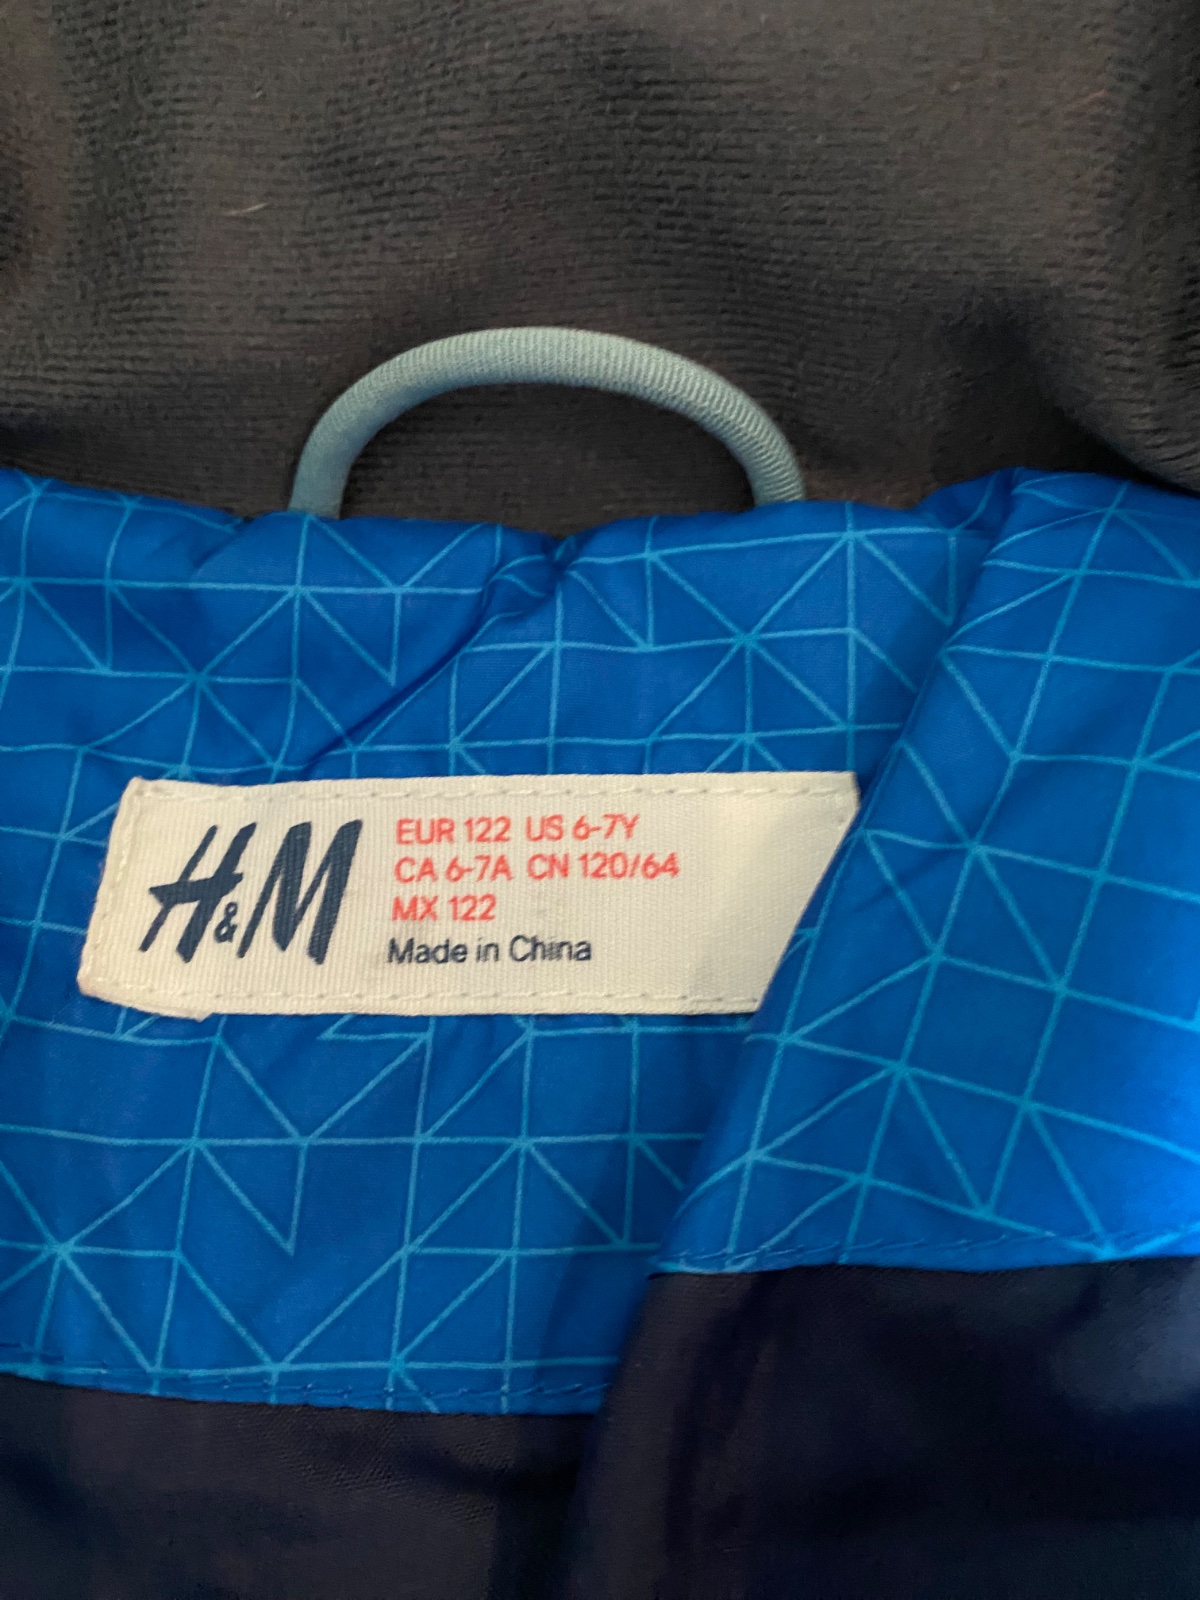 H&M
EUR 122 US 6-7Y
CA 6-7A CN 120/64
MX 122
Made in China